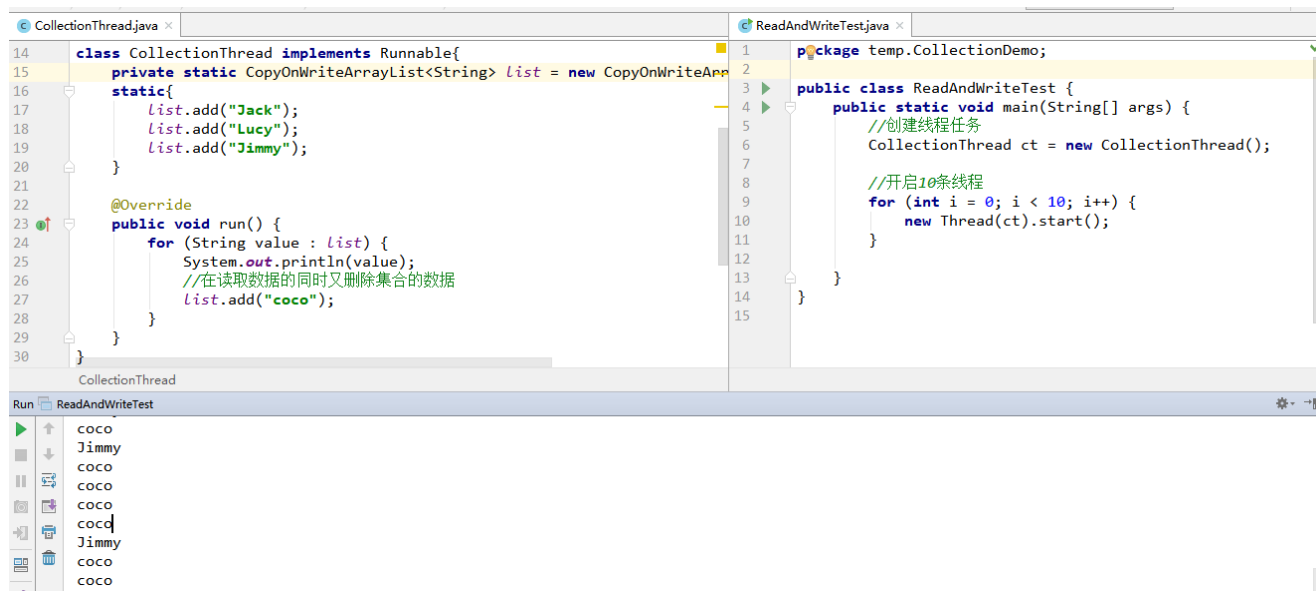 CollectionThread.java
14 class CollectionThread implements Runnable{
15 private static CopyOnWriteArrayList<String> list = new CopyOnWriteArr
16 static{
17 list.add("Jack");
18 list.add("Lucy");
19 list.add("Jimmy");
20 }
21
22 @Override
23 public void run() {
24 for (String value : list) {
25 System.out.println(value);
26 //在读取数据的同时又删除集合的数据
27 list.add("coco");
28 }
29 }
30 }
CollectionThread
ReadAndWriteTest.java
1 package temp.CollectionDemo;
2
3 public class ReadAndWriteTest {
4 public static void main(String[] args) {
5 //创建线程任务
6 CollectionThread ct = new CollectionThread();
7
8 //开启10条线程
9 for (int i = 0; i < 10; i++) {
10 new Thread(ct).start();
11 }
12
13 }
14 }
15
Run ReadAndWriteTest
coco
Jimmy
coco
coco
coco
coco
Jimmy
coco
coco